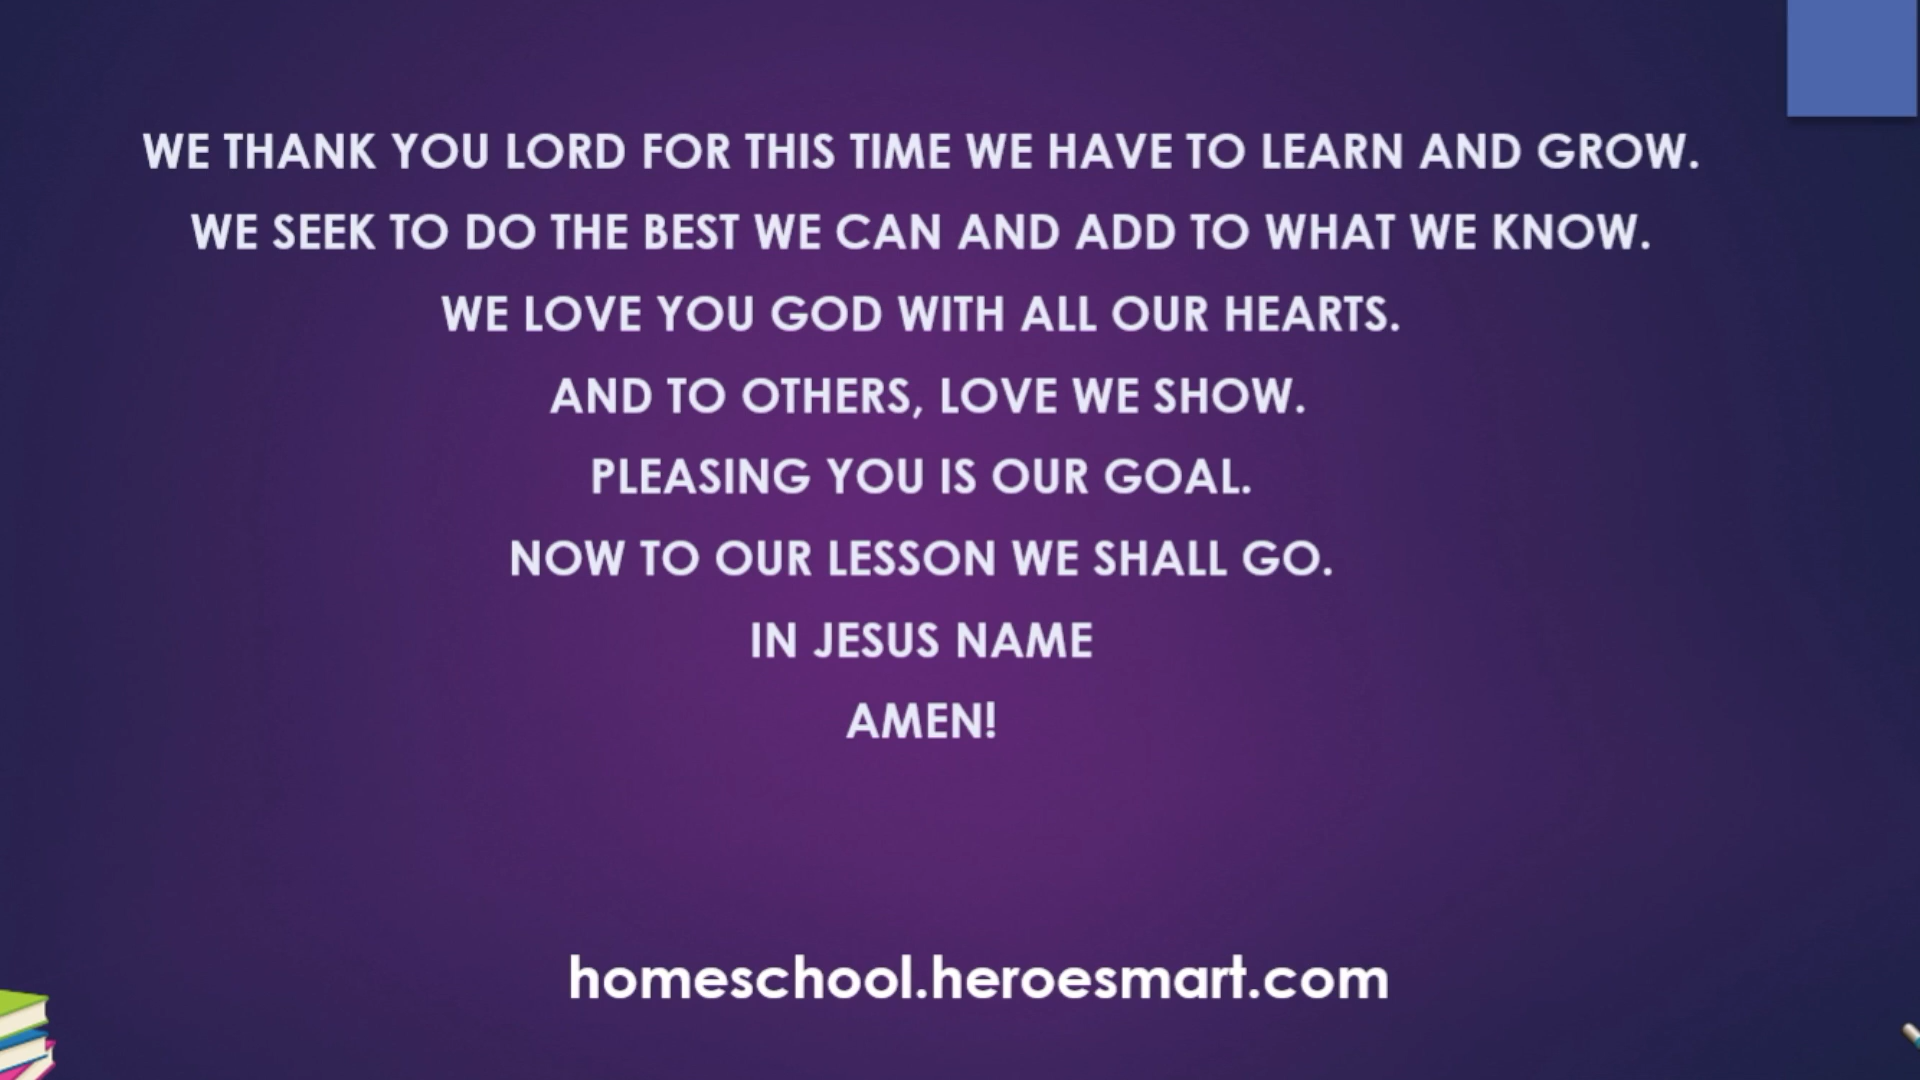 WE THANK YOU LORD FOR THIS TIME WE HAVE TO LEARN AND GROW.
WE SEEK TO DO THE BEST WE CAN AND ADD TO WHAT WE KNOW.
WE LOVE YOU GOD WITH ALL OUR HEARTS.
AND TO OTHERS, LOVE WE SHOW.
PLEASING YOU IS OUR GOAL.
NOW TO OUR LESSON WE SHALL GO.
IN JESUS NAME
AMEN!
homeschool.heroesmart.com